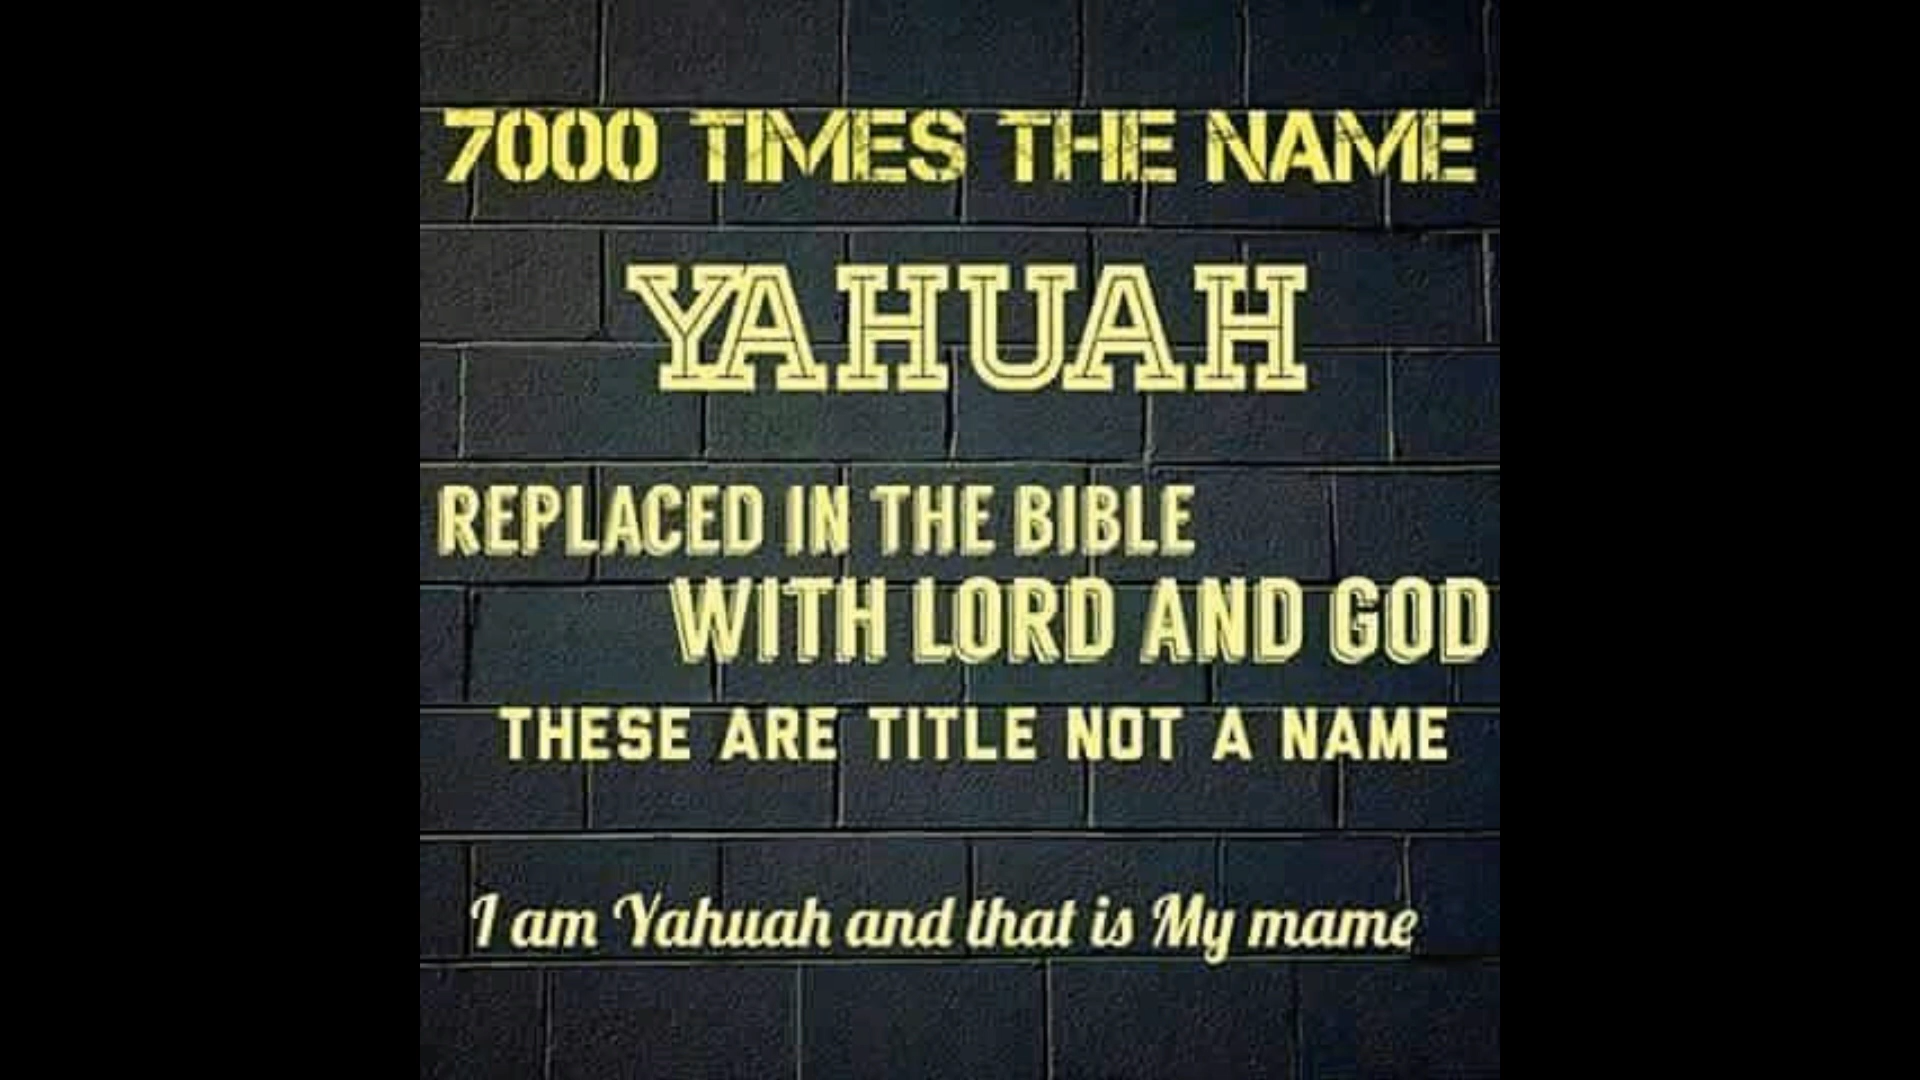 7000 TIMES THE NAME
YAHUAH
REPLACED IN THE BIBLE
WITH LORD AND GOD
THESE ARE TITLE NOT A NAME
I am Yahuah and that is My mame